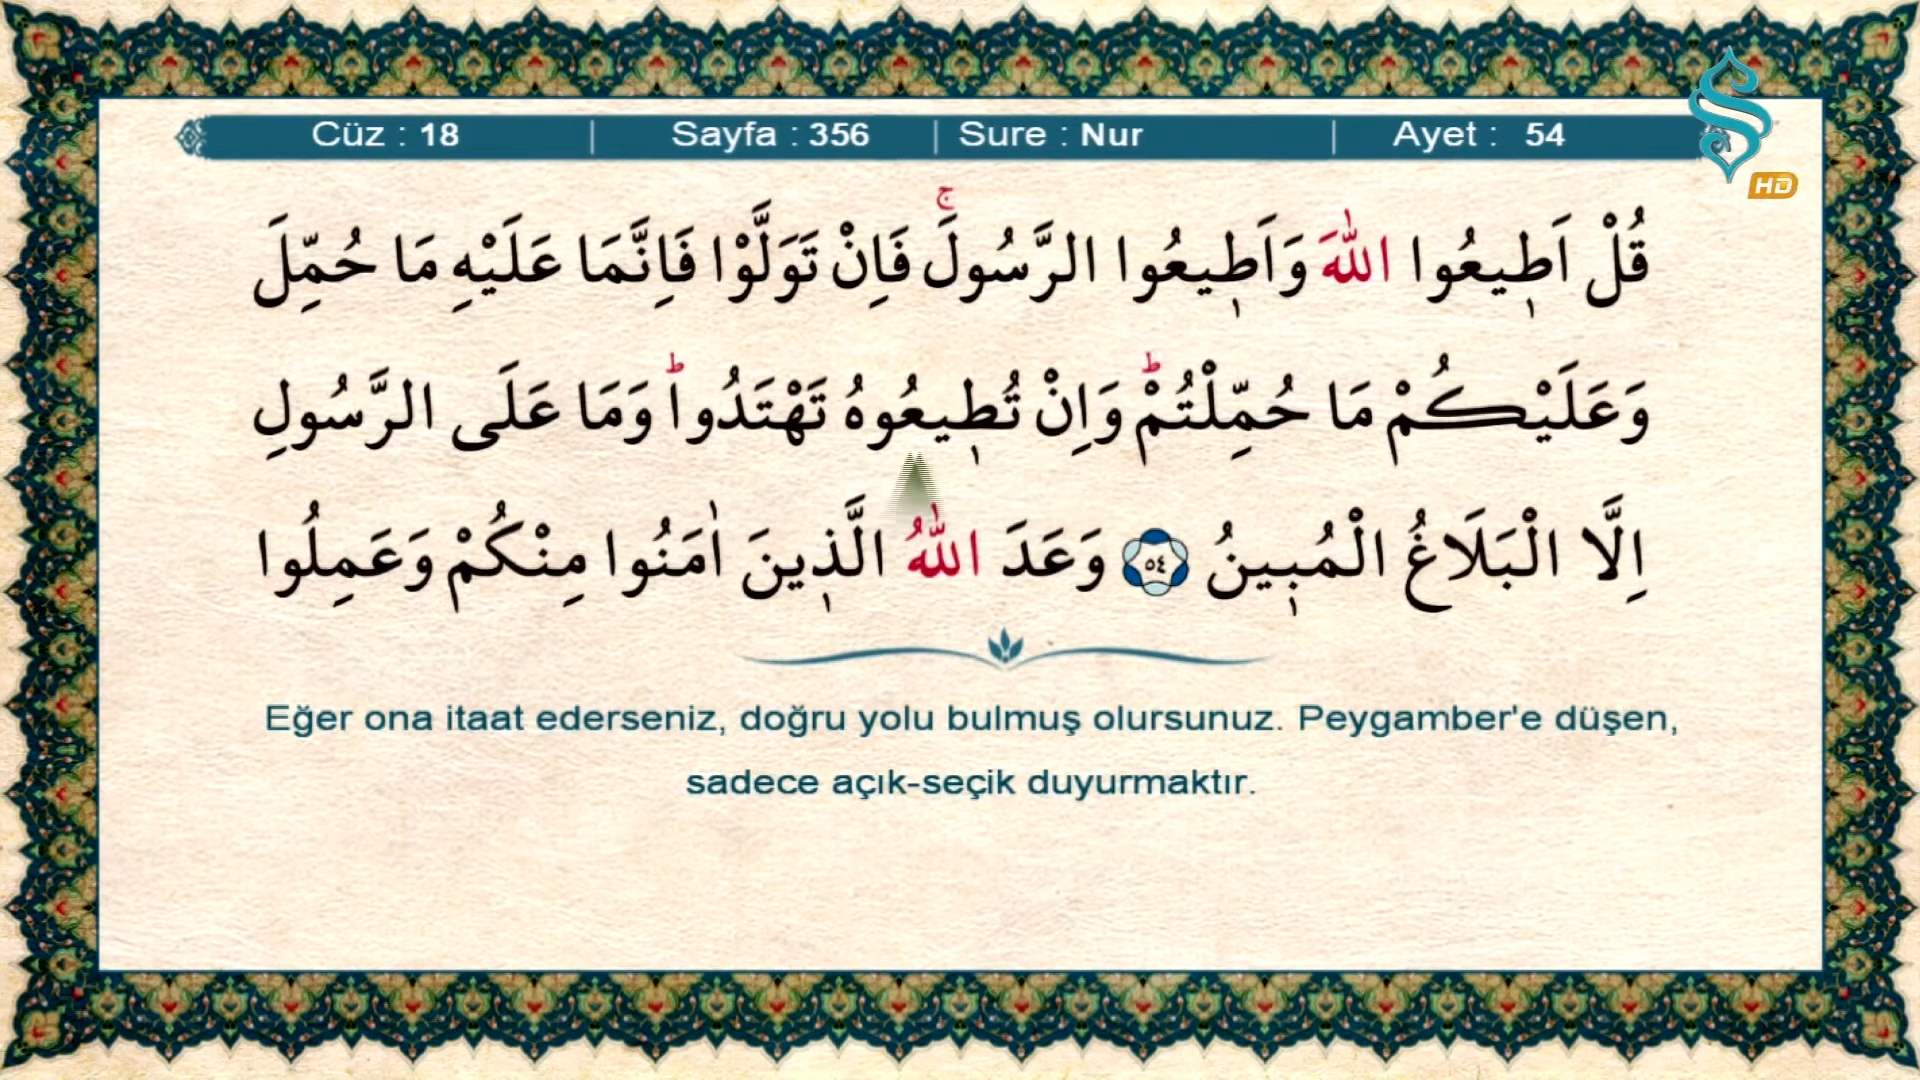 Cüz : 18 | Sayfa : 356 | Sure : Nur | Ayet : 54
HD
قُلْ اَط۪يعُوا اللّٰهَ وَاَط۪يعُوا الرَّسُولَۚ فَاِنْ تَوَلَّوْا فَاِنَّمَا عَلَيْهِ مَا حُمِّلَ
وَعَلَيْكُمْ مَا حُمِّلْتُمْۜ وَاِنْ تُط۪يعُوهُ تَهْتَدُواۜ وَمَا عَلَى الرَّسُولِ
اِلَّا الْبَلَاغُ الْمُب۪ينُ ٥٤ وَعَدَ اللّٰهُ الَّذ۪ينَ اٰمَنُوا مِنْكُمْ وَعَمِلُوا
Eğer ona itaat ederseniz, doğru yolu bulmuş olursunuz. Peygamber'e düşen,
sadece açık-seçik duyurmaktır.